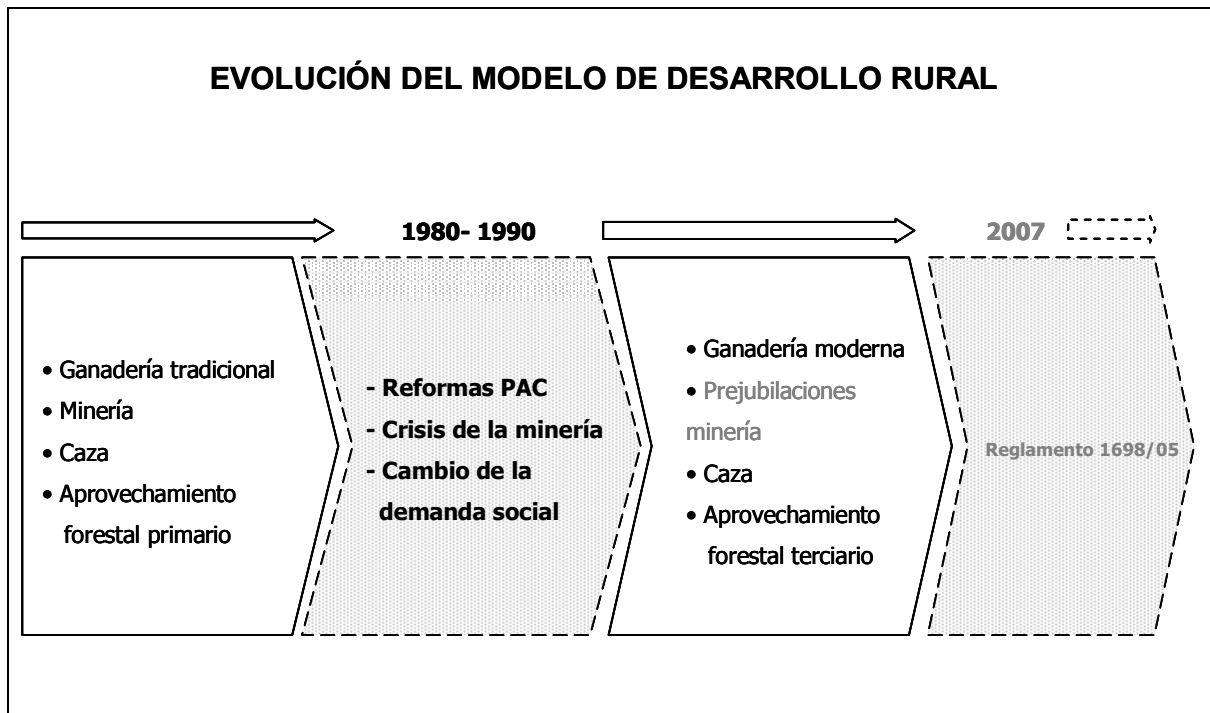 EVOLUCIÓN DEL MODELO DE DESARROLLO RURAL
1980- 1990
2007
• Ganadería tradicional
• Minería
• Caza
• Aprovechamiento
forestal primario
- Reformas PAC
- Crisis de la minería
- Cambio de la
demanda social
• Ganadería moderna
• Prejubilaciones
minería
• Caza
• Aprovechamiento
forestal terciario
Reglamento 1698/05